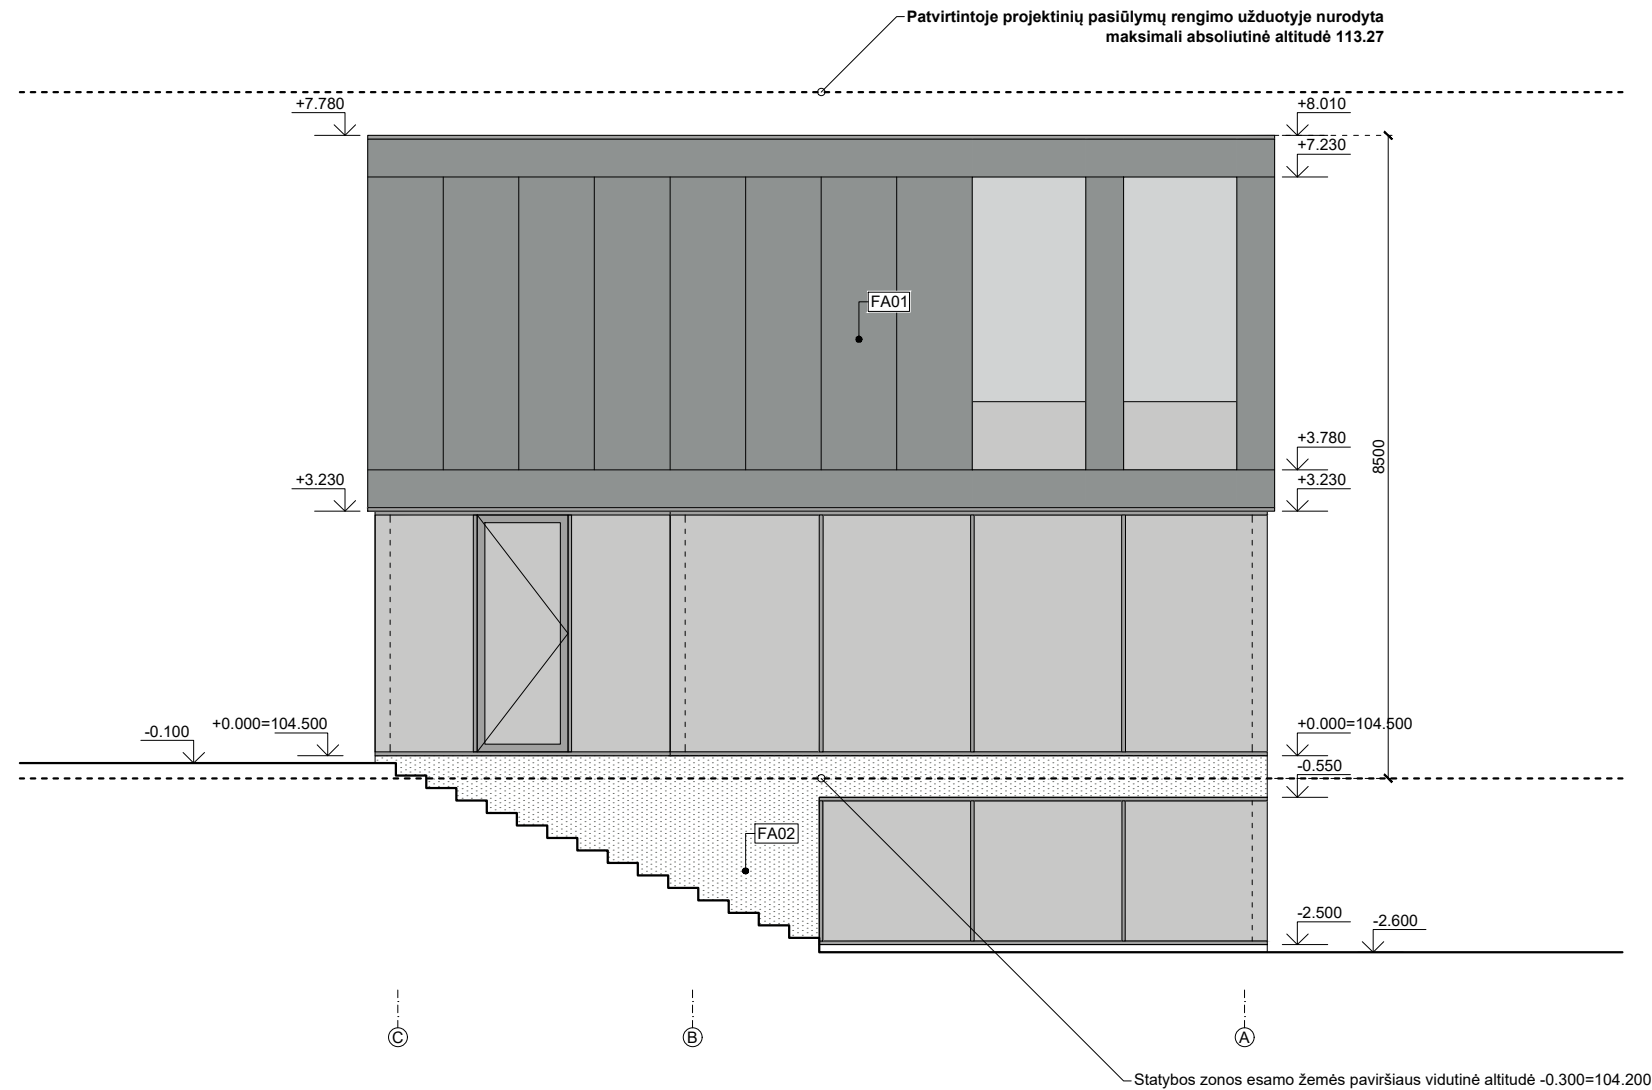 Patvirtintoje projektinių pasiūlymų rengimo užduotyje nurodyta
maksimali absoliutinė altitudė 113.27
+7.780
+8.010
+7.230
FA01
+3.780
8500
+3.230
+3.230
-0.100
+0.000=104.500
+0.000=104.500
-0.550
FA02
-2.500
-2.600
C
B
A
Statybos zonos esamo žemės paviršiaus vidutinė altitudė -0.300=104.200